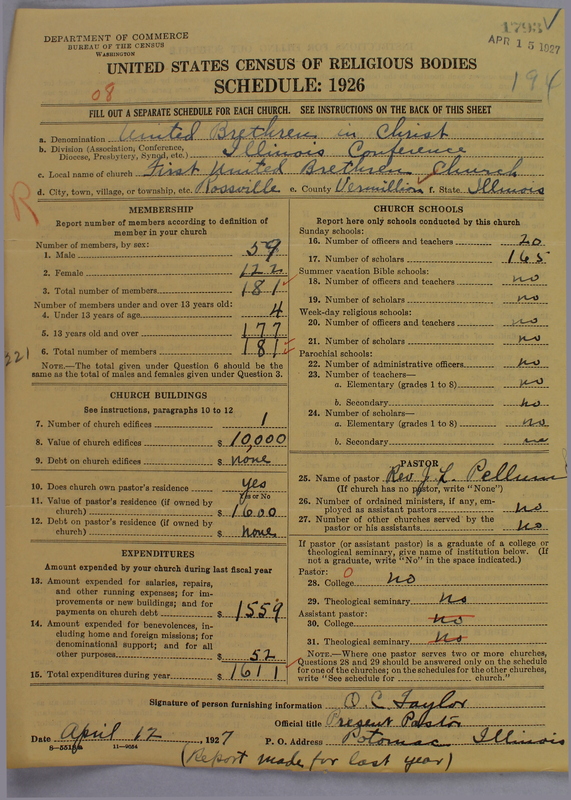 1793 ✓
APR 15 1927
DEPARTMENT OF COMMERCE
BUREAU OF THE CENSUS
WASHINGTON
UNITED STATES CENSUS OF RELIGIOUS BODIES
SCHEDULE: 1926
194
08
FILL OUT A SEPARATE SCHEDULE FOR EACH CHURCH. SEE INSTRUCTIONS ON THE BACK OF THIS SHEET
a. Denomination United Brethren in Christ
b. Division (Association, Conference, Diocese, Presbytery, Synod, etc.) Illinois Conference
c. Local name of church First United Brethren Church
d. City, town, village, or township, etc. Rossville e. County Vermillion f. State Illinois
R
MEMBERSHIP
Report number of members according to definition of
member in your church
Number of members, by sex:
1. Male 59
2. Female 122
3. Total number of members 181
Number of members under and over 13 years old:
4. Under 13 years of age 4
5. 13 years old and over 177
6. Total number of members 181
221
NOTE.—The total given under Question 6 should be the
same as the total of males and females given under Question 3.
CHURCH BUILDINGS
See instructions, paragraphs 10 to 12
7. Number of church edifices 1
8. Value of church edifices $ 10,000
9. Debt on church edifices $ none
10. Does church own pastor's residence yes
Yes or No
11. Value of pastor's residence (if owned by
church) $ 1600
12. Debt on pastor's residence (if owned by
church) $ none
EXPENDITURES
Amount expended by your church during last fiscal year
13. Amount expended for salaries, repairs,
and other running expenses; for im-
provements or new buildings; and for
payments on church debt $ 1559
14. Amount expended for benevolences, in-
cluding home and foreign missions; for
denominational support; and for all
other purposes $ 52
15. Total expenditures during year $ 1611
CHURCH SCHOOLS
Report here only schools conducted by this church
Sunday schools:
16. Number of officers and teachers 20
17. Number of scholars 165
Summer vacation Bible schools:
18. Number of officers and teachers no
19. Number of scholars no
Week-day religious schools:
20. Number of officers and teachers no
21. Number of scholars no
Parochial schools:
22. Number of administrative officers no
23. Number of teachers—
a. Elementary (grades 1 to 8) no
b. Secondary no
24. Number of scholars—
a. Elementary (grades 1 to 8) no
b. Secondary no
PASTOR
25. Name of pastor Rev J. L. Pellum
(If church has no pastor, write "None")
26. Number of ordained ministers, if any, em-
ployed as assistant pastors no
27. Number of other churches served by the
pastor or his assistants no
If pastor (or assistant pastor) is a graduate of a college or
theological seminary, give name of institution below. (If
not a graduate, write "No" in the space indicated.)
Pastor: 0
28. College no
29. Theological seminary no
Assistant pastor:
30. College no
31. Theological seminary no
NOTE.—Where one pastor serves two or more churches,
Questions 28 and 29 should be answered only on the schedule
for one of the churches; on the schedules for the other churches,
write "See schedule for church."
Signature of person furnishing information O. C. Taylor
Official title Present Pastor
Date April 12, 1927 P. O. Address Potomac Illinois
11—9054
(Report made for last year)